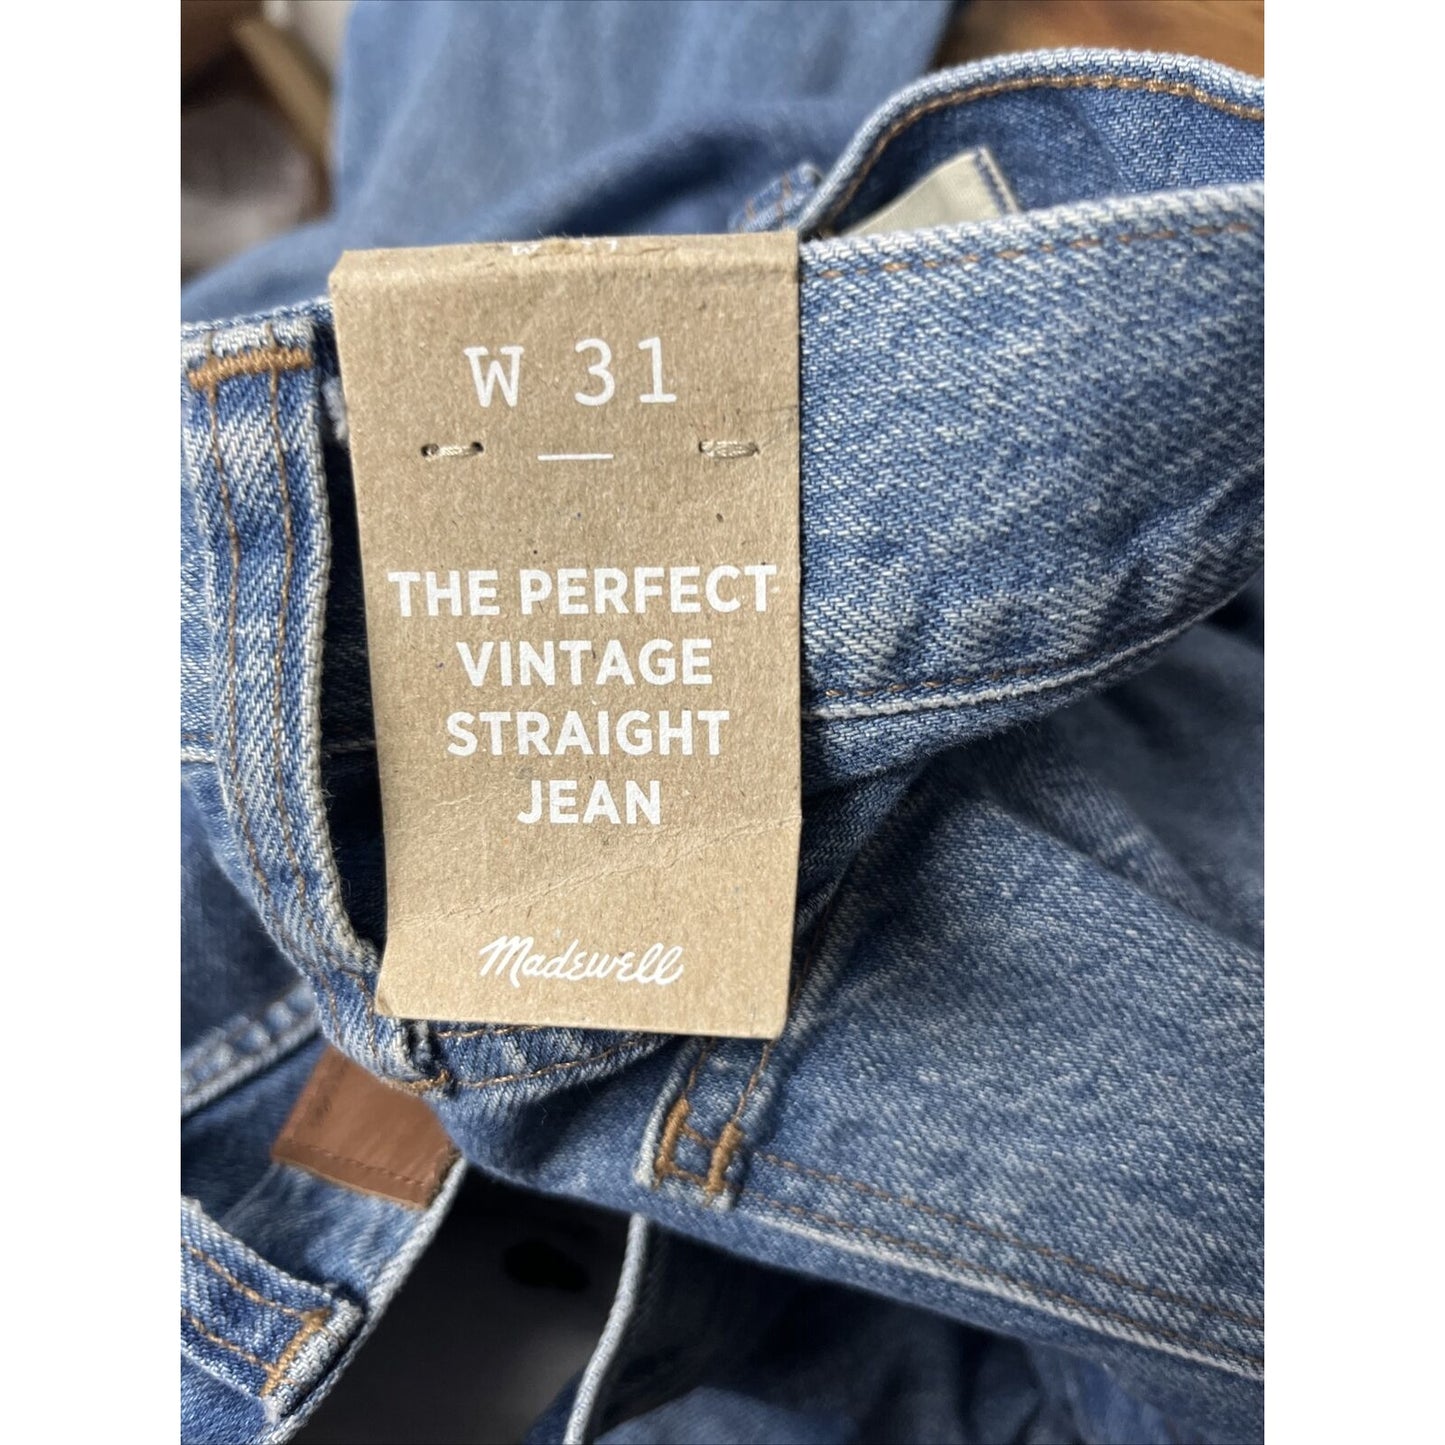 W 31
THE PERFECT
VINTAGE
STRAIGHT
JEAN
Madewell